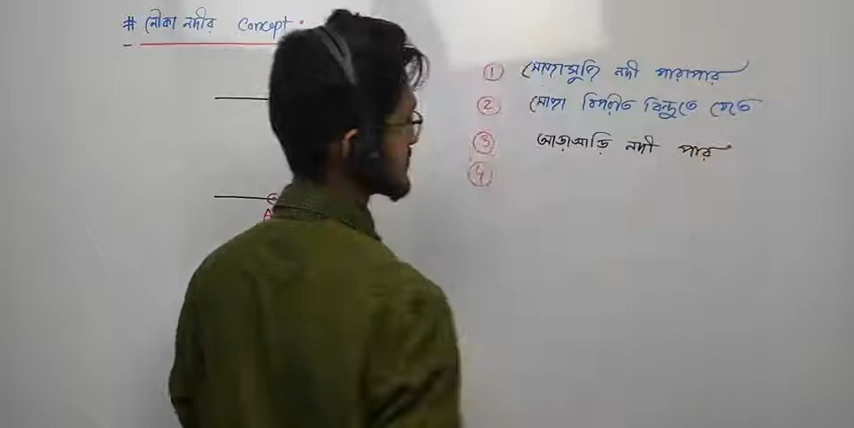 # নৌকা নদীর Concept
① সোজাসুজি নদী পারাপার
② সোজা বিপরীত বিন্দুতে যেতে
③ আড়াআড়ি নদী পার
④
A